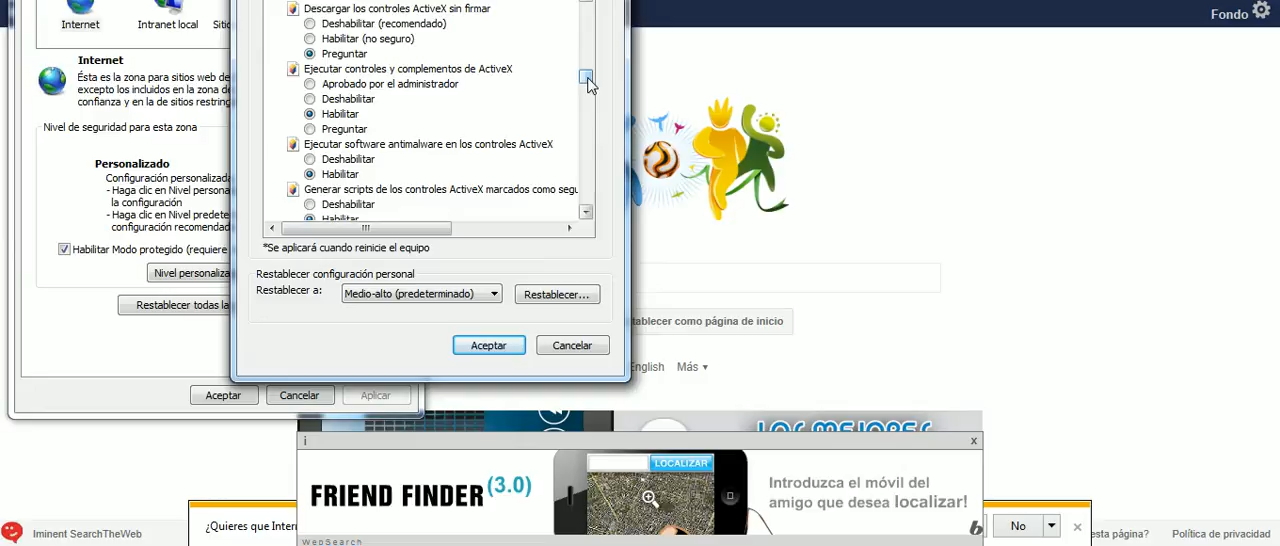 Descargar los controles ActiveX sin firmar
Deshabilitar (recomendado)
Habilitar (no seguro)
Preguntar
Ejecutar controles y complementos de ActiveX
Aprobado por el administrador
Deshabilitar
Habilitar
Preguntar
Ejecutar software antimalware en los controles ActiveX
Deshabilitar
Habilitar
Generar scripts de los controles ActiveX marcados como segu
Deshabilitar
Habilitar
*Se aplicará cuando reinicie el equipo
Restablecer configuración personal
Restablecer a:
Medio-alto (predeterminado)
Restablecer...
Aceptar
Cancelar
Internet
Intranet local
Sitio
Internet
Ésta es la zona para sitios web de
excepto los incluidos en la zona de
confianza y en la de sitios restring
Nivel de seguridad para esta zona
Personalizado
Configuración personalizada
- Haga clic en Nivel persona
la configuración
- Haga clic en Nivel predete
configuración recomendad
Habilitar Modo protegido (requiere
Nivel personaliza
Restablecer todas la
Aceptar
Cancelar
Aplicar
Fondo
tablecer como página de inicio
English
Más
LOS MEJORES
i
x
FRIEND FINDER (3.0)
LOCALIZAR
Introduzca el móvil del
amigo que desea localizar!
b
WebSearch
¿Quieres que Inter
No
Iminent SearchTheWeb
esta página?
Política de privacidad